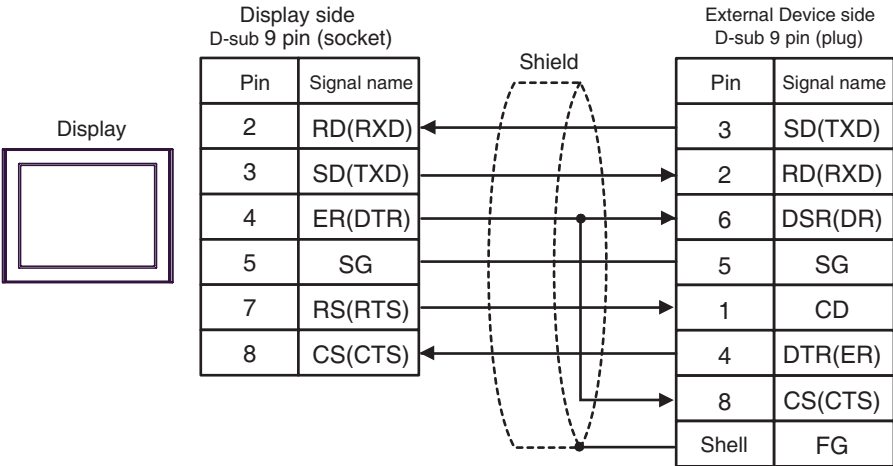 Display side
D-sub 9 pin (socket)
External Device side
D-sub 9 pin (plug)
Shield
Display
Pin Signal name
2 RD(RXD)
3 SD(TXD)
4 ER(DTR)
5 SG
7 RS(RTS)
8 CS(CTS)
Pin Signal name
3 SD(TXD)
2 RD(RXD)
6 DSR(DR)
5 SG
1 CD
4 DTR(ER)
8 CS(CTS)
Shell FG